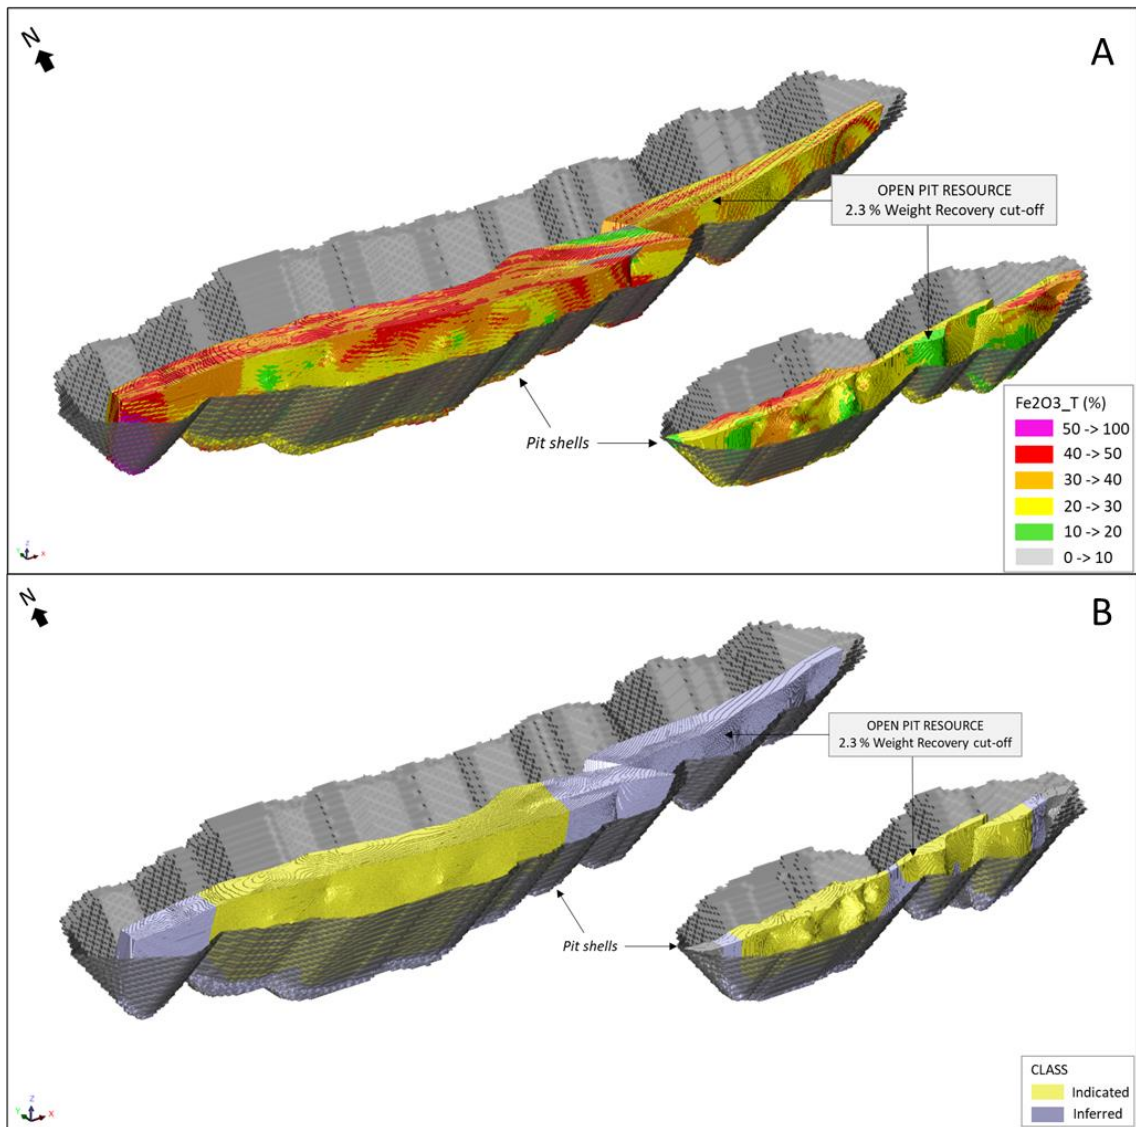 N
A
OPEN PIT RESOURCE
2.3 % Weight Recovery cut-off
Pit shells
Fe2O3_T (%)
50 -> 100
40 -> 50
30 -> 40
20 -> 30
10 -> 20
0 -> 10
Z
Y
X
N
B
OPEN PIT RESOURCE
2.3 % Weight Recovery cut-off
Pit shells
CLASS
Indicated
Inferred
Z
Y
X